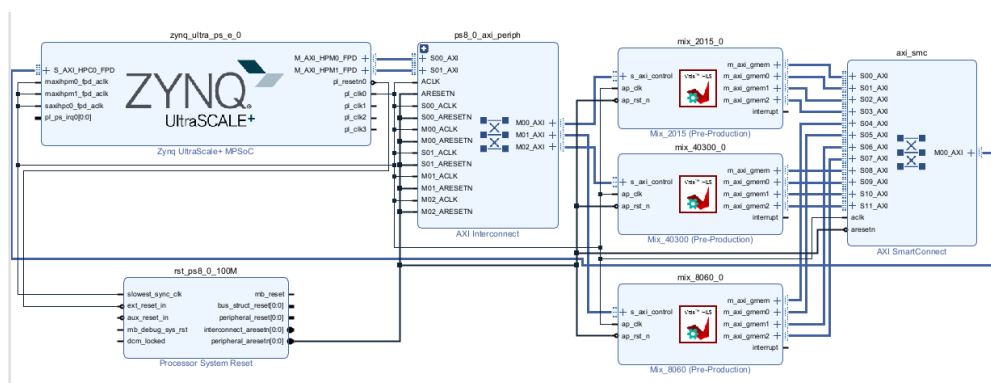 zynq_ultra_ps_e_0
S_AXI_HPC0_FPD
maxihpm0_fpd_aclk
maxihpm1_fpd_aclk
saxihpc0_fpd_aclk
pl_ps_irq0[0:0]
ZYNQ
UltraSCALE+
M_AXI_HPM0_FPD
M_AXI_HPM1_FPD
pl_resetn0
pl_clk0
pl_clk1
pl_clk2
pl_clk3
Zynq UltraScale+ MPSoC
rst_ps8_0_100M
slowest_sync_clk
ext_reset_in
aux_reset_in
mb_debug_sys_rst
dcm_locked
mb_reset
bus_struct_reset[0:0]
peripheral_reset[0:0]
interconnect_aresetn[0:0]
peripheral_aresetn[0:0]
Processor System Reset
ps8_0_axi_periph
S00_AXI
S01_AXI
ACLK
ARESETN
S00_ACLK
S00_ARESETN
M00_ACLK
M00_ARESETN
S01_ACLK
S01_ARESETN
M01_ACLK
M01_ARESETN
M02_ACLK
M02_ARESETN
M00_AXI
M01_AXI
M02_AXI
AXI Interconnect
mix_2015_0
s_axi_control
ap_clk
ap_rst_n
m_axi_gmem
m_axi_gmem0
m_axi_gmem1
m_axi_gmem2
interrupt
Mix_2015 (Pre-Production)
mix_40300_0
s_axi_control
ap_clk
ap_rst_n
m_axi_gmem
m_axi_gmem0
m_axi_gmem1
m_axi_gmem2
interrupt
Mix_40300 (Pre-Production)
mix_8060_0
s_axi_control
ap_clk
ap_rst_n
m_axi_gmem
m_axi_gmem0
m_axi_gmem1
m_axi_gmem2
interrupt
Mix_8060 (Pre-Production)
axi_smc
S00_AXI
S01_AXI
S02_AXI
S03_AXI
S04_AXI
S05_AXI
S06_AXI
S07_AXI
S08_AXI
S09_AXI
S10_AXI
S11_AXI
aclk
aresetn
M00_AXI
AXI SmartConnect